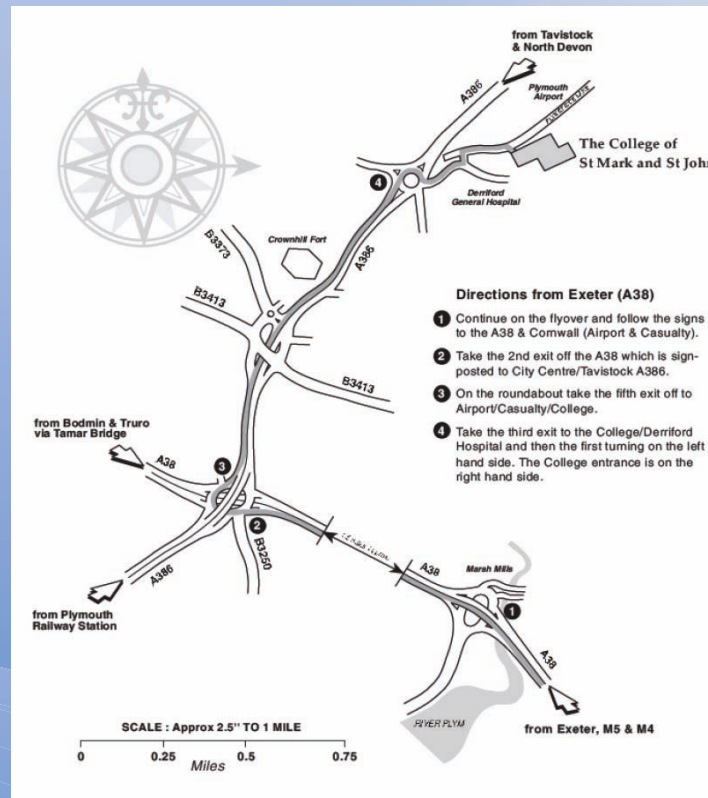 from Tavistock
& North Devon
A386
Plymouth
Airport
The College of
St Mark and St John
4
Derriford
General Hospital
B3373
Crownhill Fort
A386
B3413
B3413
Directions from Exeter (A38)
1 Continue on the flyover and follow the signs
to the A38 & Cornwall (Airport & Casualty).
2 Take the 2nd exit off the A38 which is sign-
posted to City Centre/Tavistock A386.
3 On the roundabout take the fifth exit off to
Airport/Casualty/College.
4 Take the third exit to the College/Derriford
Hospital and then the first turning on the left
hand side. The College entrance is on the
right hand side.
from Bodmin & Truro
via Tamar Bridge
A38
3
2
B3250
A386
from Plymouth
Railway Station
A38
Marsh Mills
1
A38
RIVER PLYM
from Exeter, M5 & M4
SCALE : Approx 2.5" TO 1 MILE
0 0.25 0.5 0.75
Miles